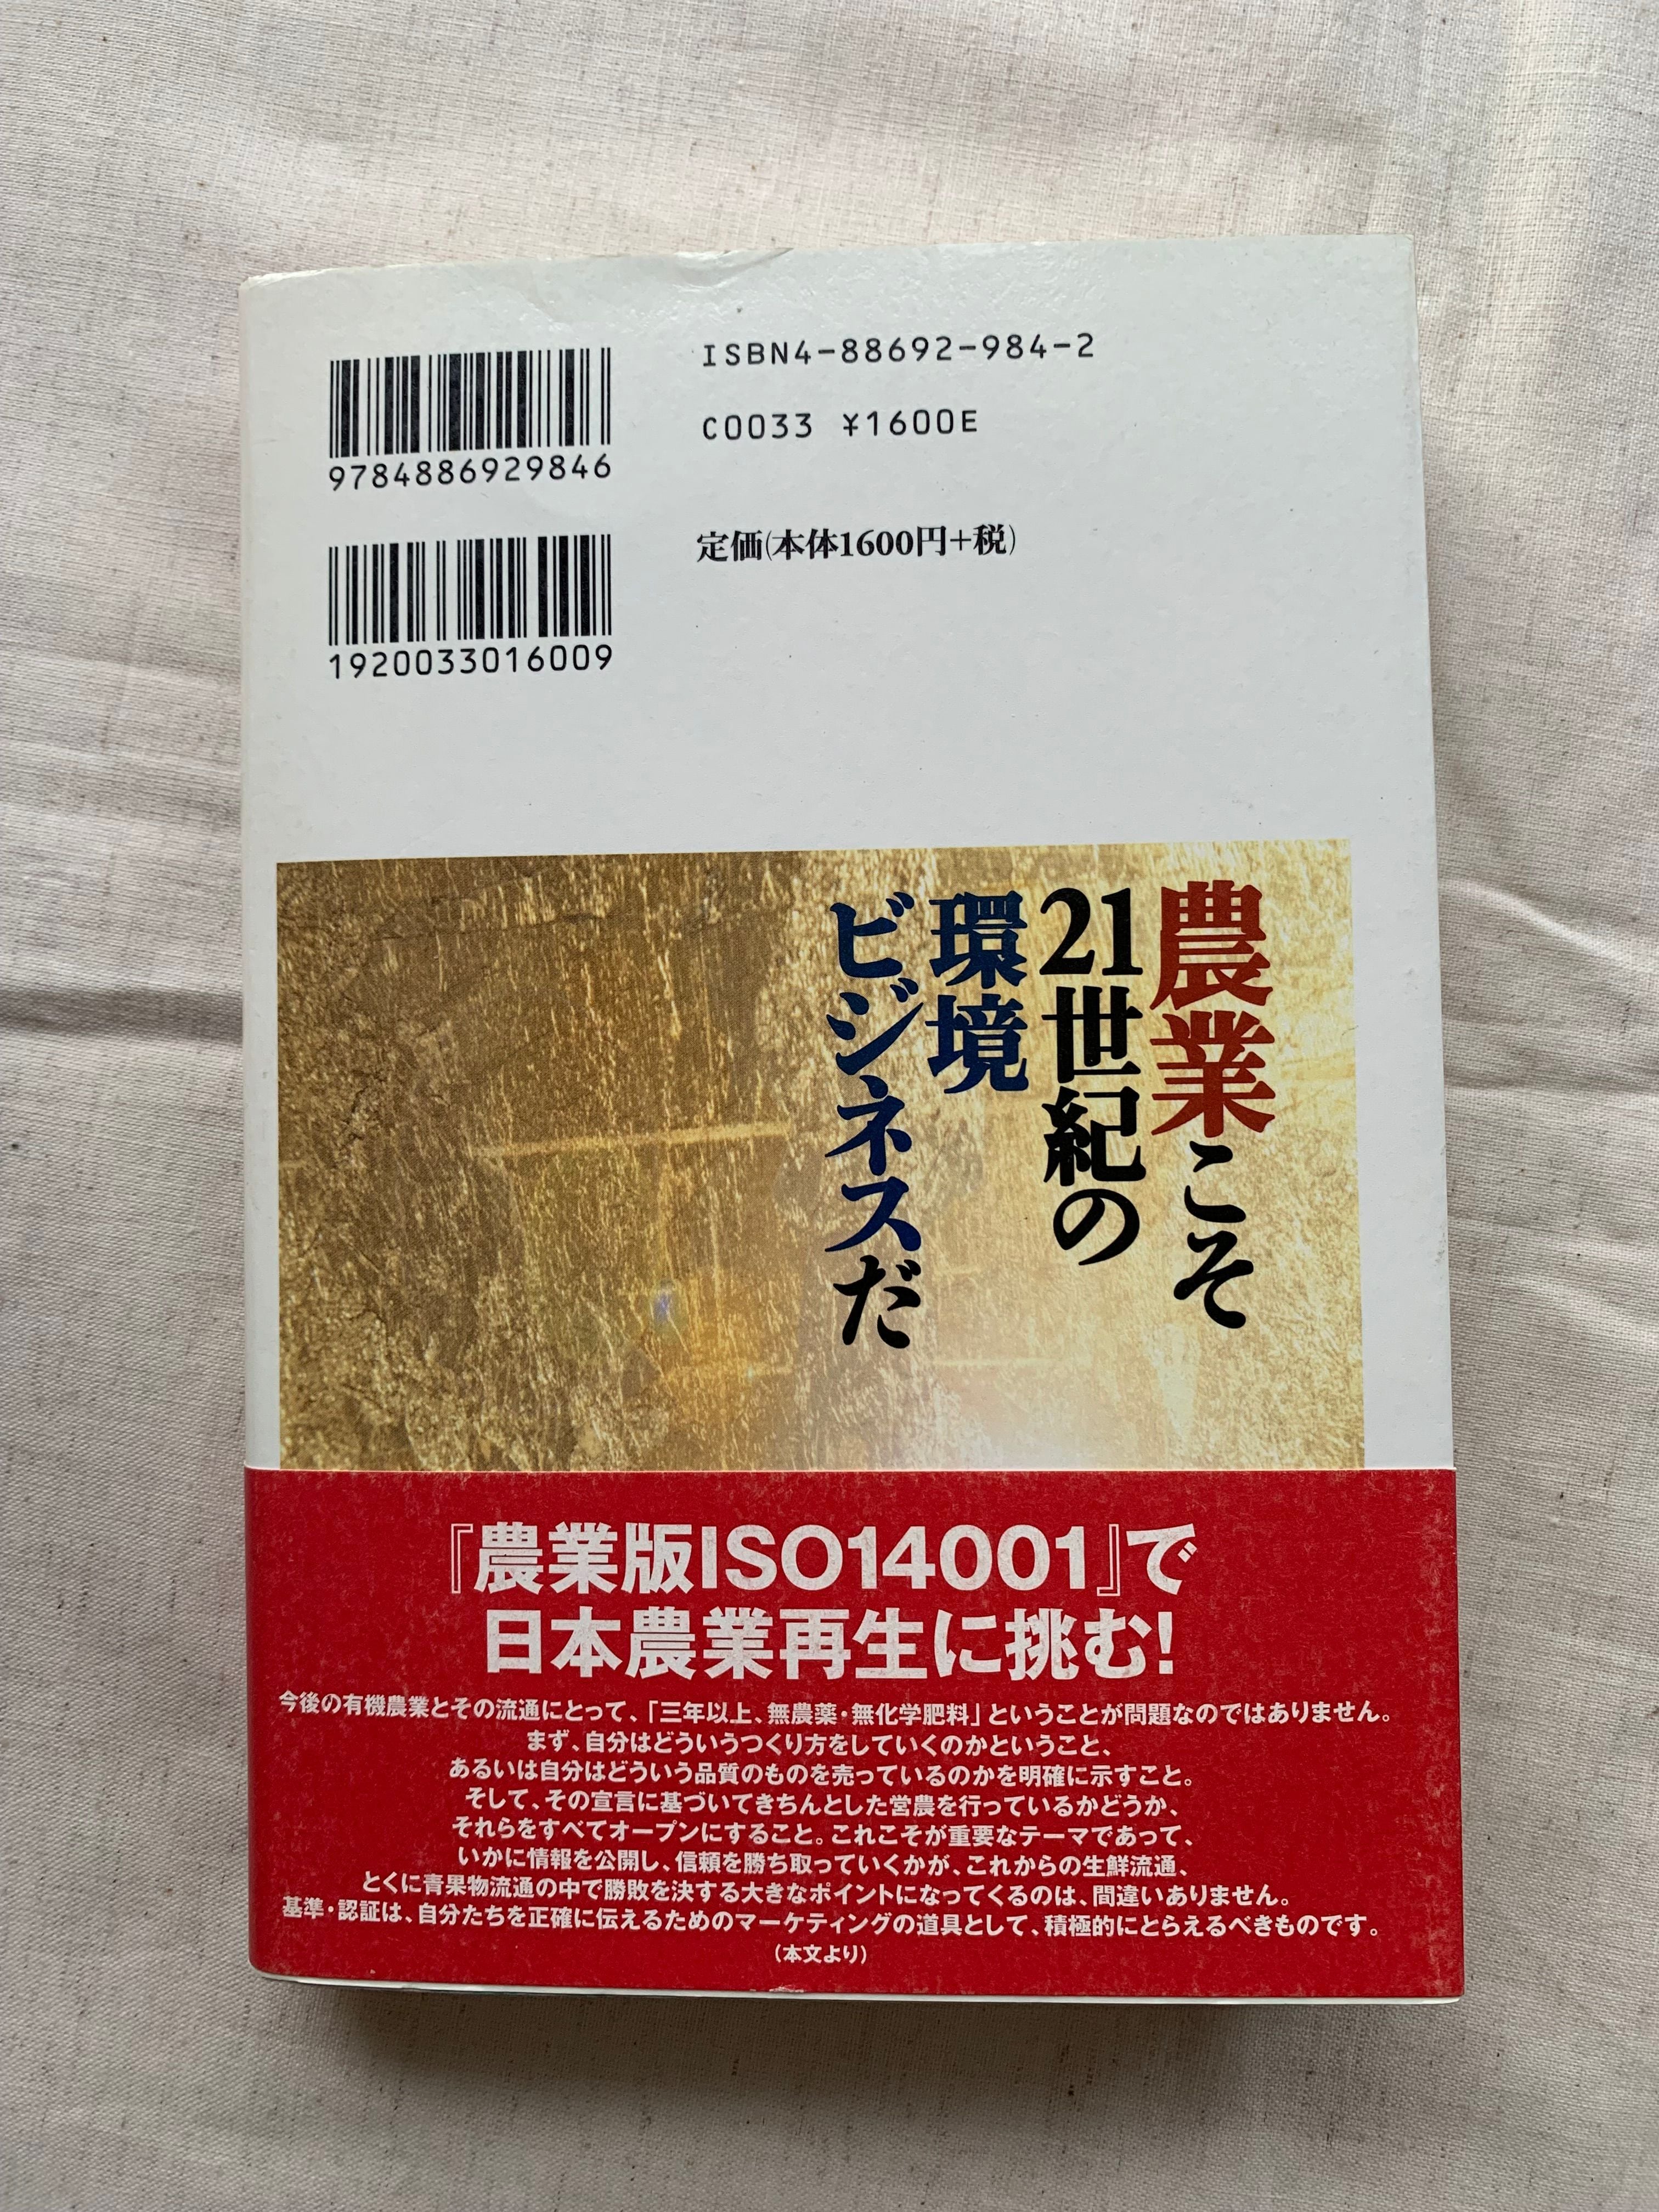 ISBN4-88692-984-2
C0033 ¥1600E
9784886929846
定価(本体1600円+税)
1920033016009
農業こそ
21世紀の
環境
ビジネスだ
『農業版ISO14001』で
日本農業再生に挑む!
今後の有機農業とその流通にとって、「三年以上、無農薬・無化学肥料」ということが問題なのではありません。
まず、自分はどういうつくり方をしていくのかということ、
あるいは自分はどういう品質のものを売っているのかを明確に示すこと。
そして、その宣言に基づいてきちんとした営農を行っているかどうか、
それらをすべてオープンにすること。これこそが重要なテーマであって、
いかに情報を公開し、信頼を勝ち取っていくかが、これからの生鮮流通、
とくに青果物流通の中で勝敗を決する大きなポイントになってくるのは、間違いありません。
基準・認証は、自分たちを正確に伝えるためのマーケティングの道具として、積極的にとらえるべきものです。
(本文より)